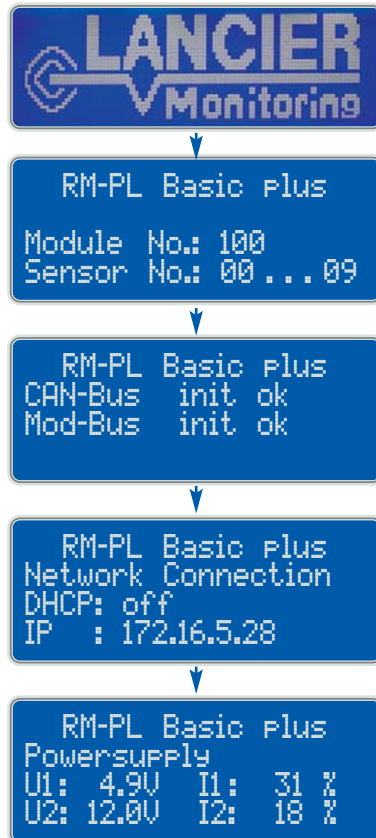 LANCIER
Monitoring
RM-PL Basic plus
Module No.: 100
Sensor No.: 00...09
RM-PL Basic plus
CAN-Bus init ok
Mod-Bus init ok
RM-PL Basic plus
Network Connection
DHCP: off
IP : 172.16.5.28
RM-PL Basic plus
Powersupply
U1: 4.9V I1: 31 %
U2: 12.0V I2: 18 %